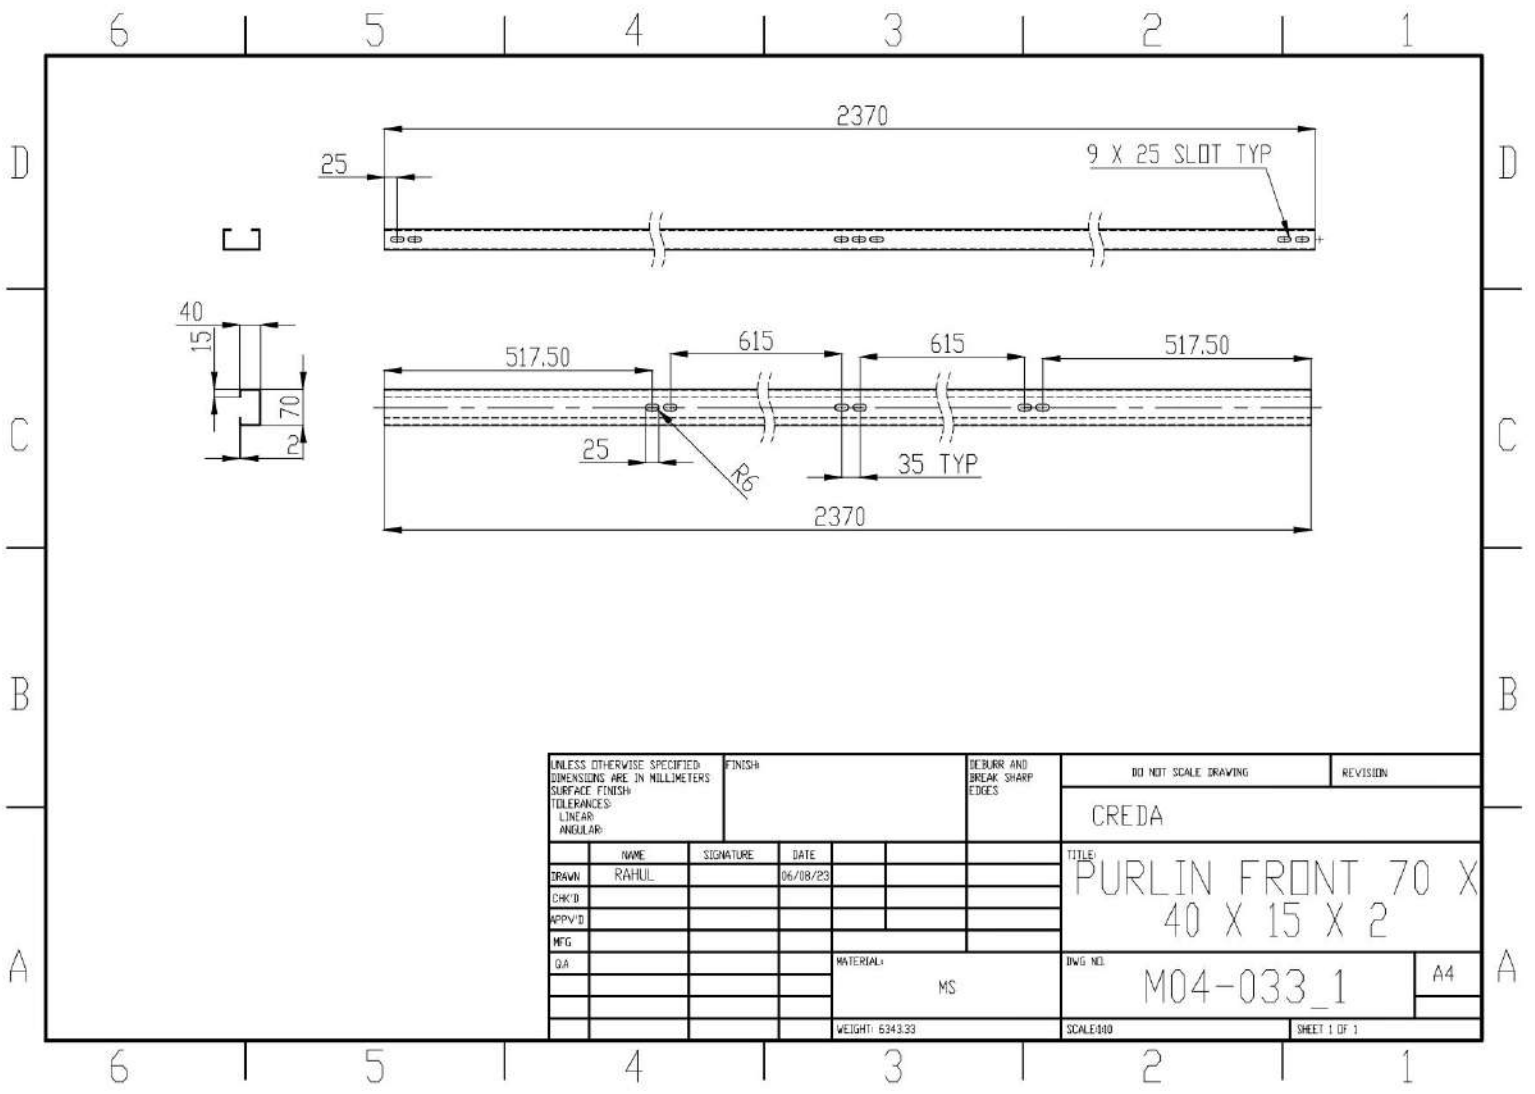 6 5 4 3 2 1
2370
D 25 9 X 25 SLOT TYP D
40
15
517.50 615 615 517.50
70
C 2 25 R6 35 TYP C
2370
B B
UNLESS OTHERWISE SPECIFIED:
DIMENSIONS ARE IN MILLIMETERS
SURFACE FINISH:
TOLERANCES:
LINEAR:
ANGULAR:
FINISH:
DEBURR AND
BREAK SHARP
EDGES
DO NOT SCALE DRAWING
REVISION
CREDA
NAME SIGNATURE DATE
DRAWN RAHUL 06/08/23
CHK'D
APPV'D
MFG
Q.A
TITLE:
PURLIN FRONT 70 X
40 X 15 X 2
A A
MATERIAL:
MS
DWG NO.
M04-033_1
A4
WEIGHT: 6343.33
SHEET 1 OF 1
6 5 4 3 2 1